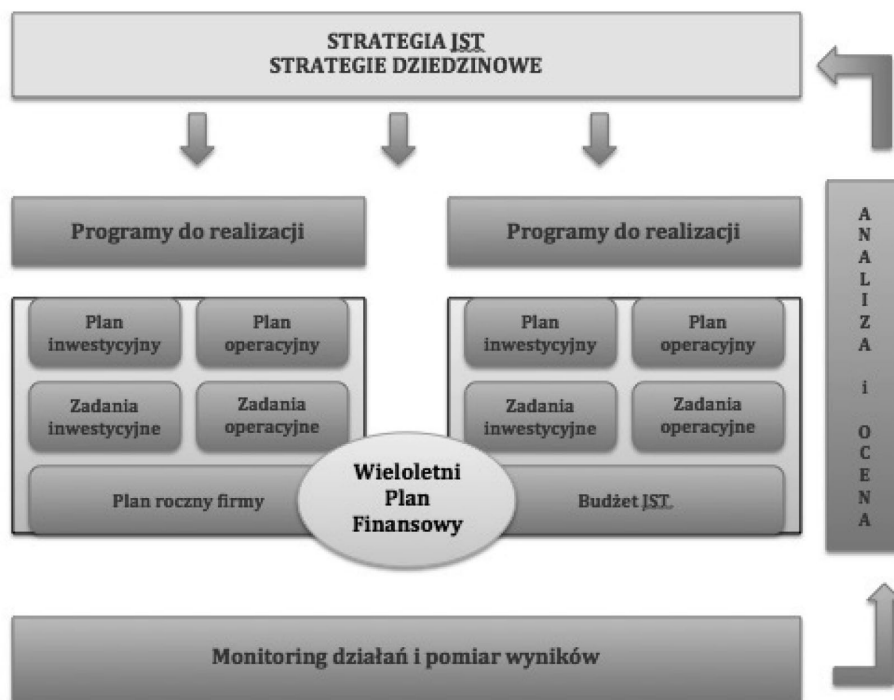 STRATEGIA JST
STRATEGIE DZIEDZINOWE
Programy do realizacji
Programy do realizacji
Plan
inwestycyjny
Plan
operacyjny
Zadania
inwestycyjne
Zadania
operacyjne
Plan roczny firmy
Plan
inwestycyjny
Plan
operacyjny
Zadania
inwestycyjne
Zadania
operacyjne
Budżet JST.
Wieloletni
Plan
Finansowy
ANALIZA i OCENA
Monitoring działań i pomiar wyników